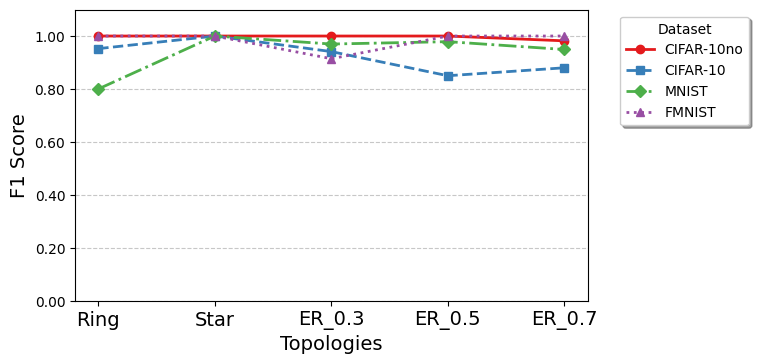 F1 Score
1.00
0.80
0.60
0.40
0.20
0.00
Ring Star ER_0.3 ER_0.5 ER_0.7
Topologies
Dataset
CIFAR-10no
CIFAR-10
MNIST
FMNIST